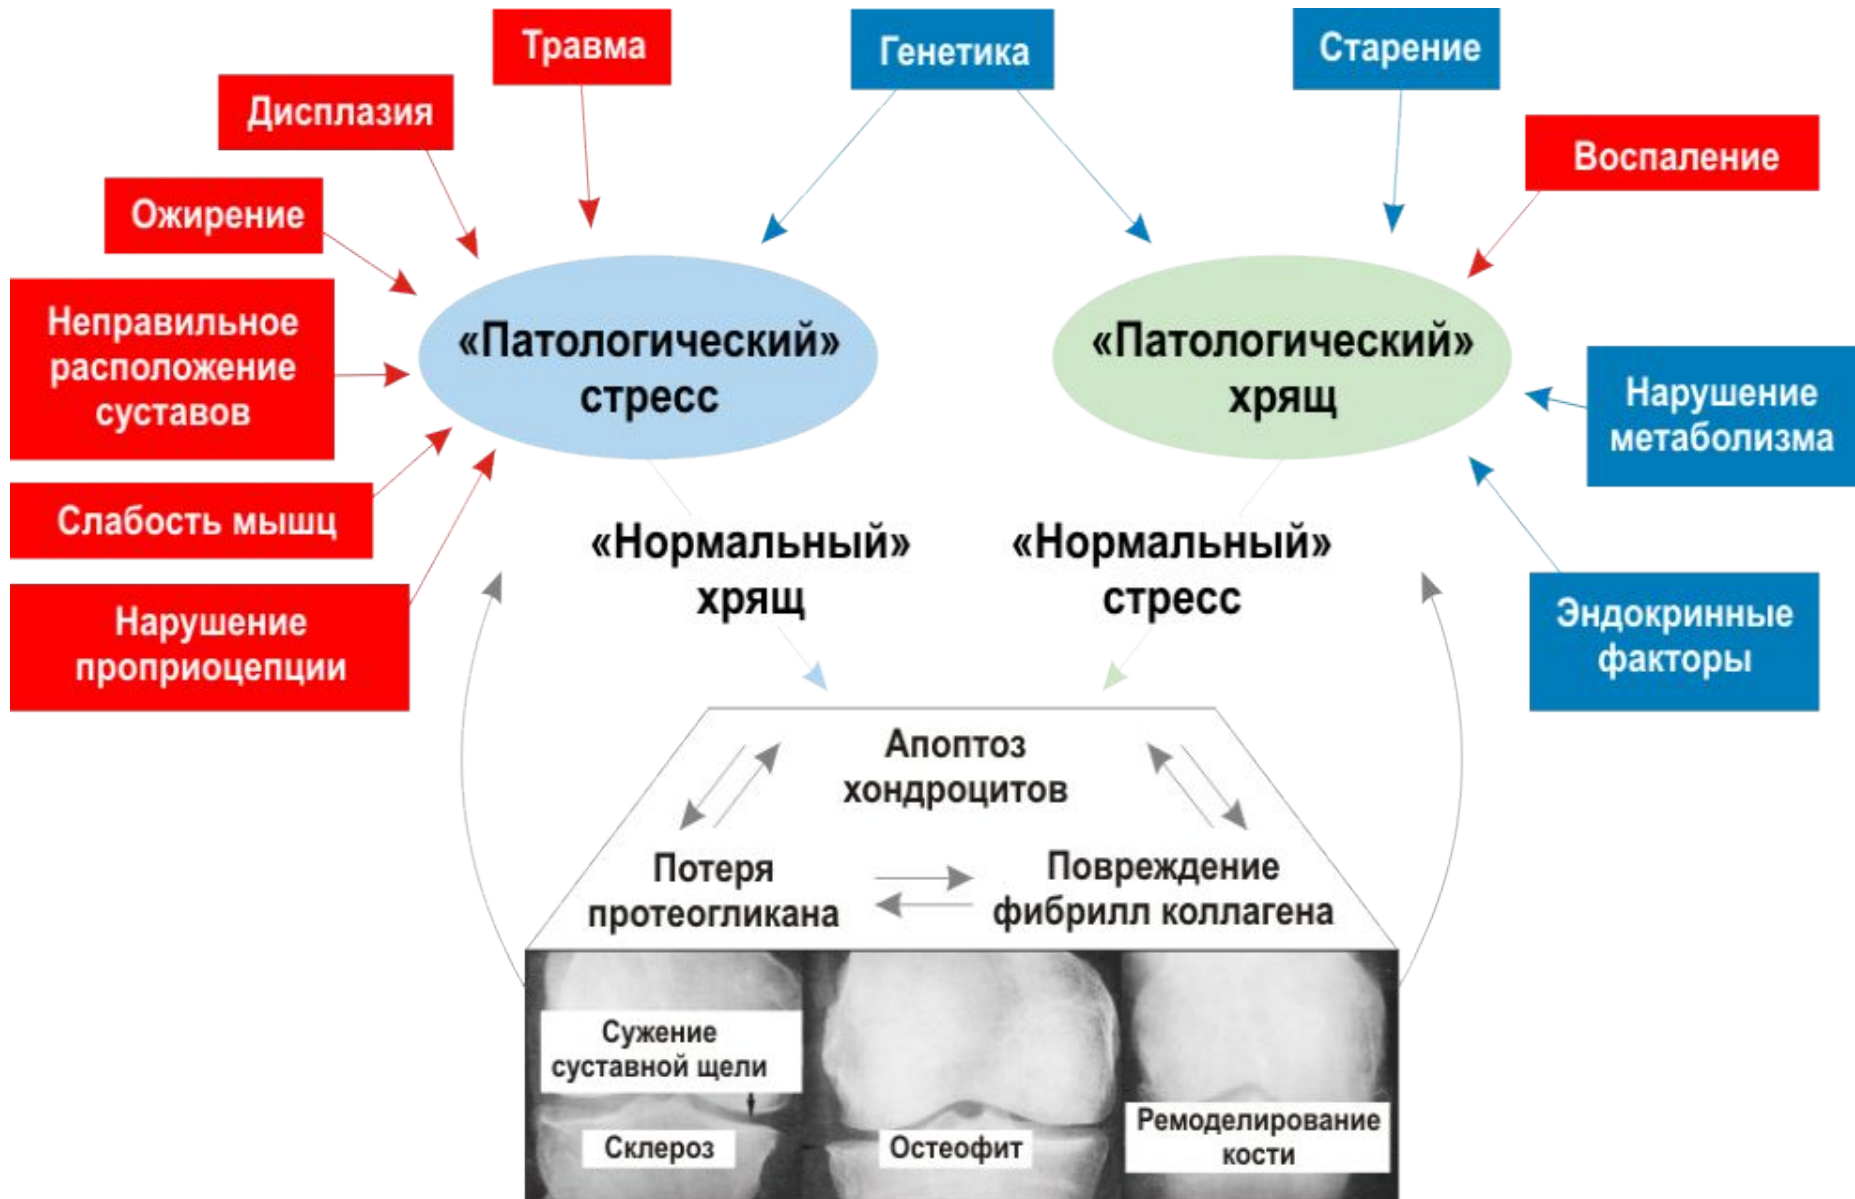 Травма
Генетика
Старение
Дисплазия
Воспаление
Ожирение
Неправильное
расположение
суставов
«Патологический»
стресс
«Патологический»
хрящ
Нарушение
метаболизма
Слабость мышц
«Нормальный»
хрящ
«Нормальный»
стресс
Нарушение
проприоцепции
Эндокринные
факторы
Апоптоз
хондроцитов
Потеря
протеогликана
Повреждение
фибрилл коллагена
Сужение
суставной щели
Склероз
Остеофит
Ремоделирование
кости